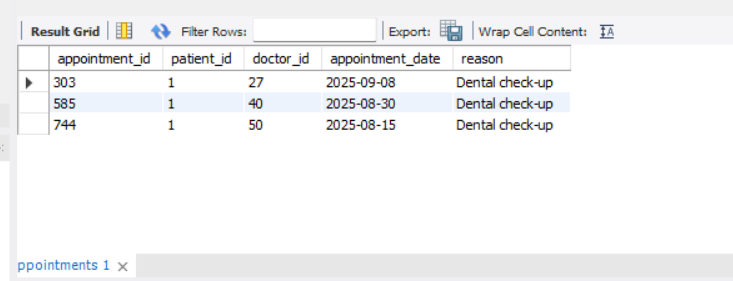 Result Grid Filter Rows: Export: Wrap Cell Content: IA
appointment_id patient_id doctor_id appointment_date reason
303 1 27 2025-09-08 Dental check-up
585 1 40 2025-08-30 Dental check-up
744 1 50 2025-08-15 Dental check-up
ppointments 1 ×